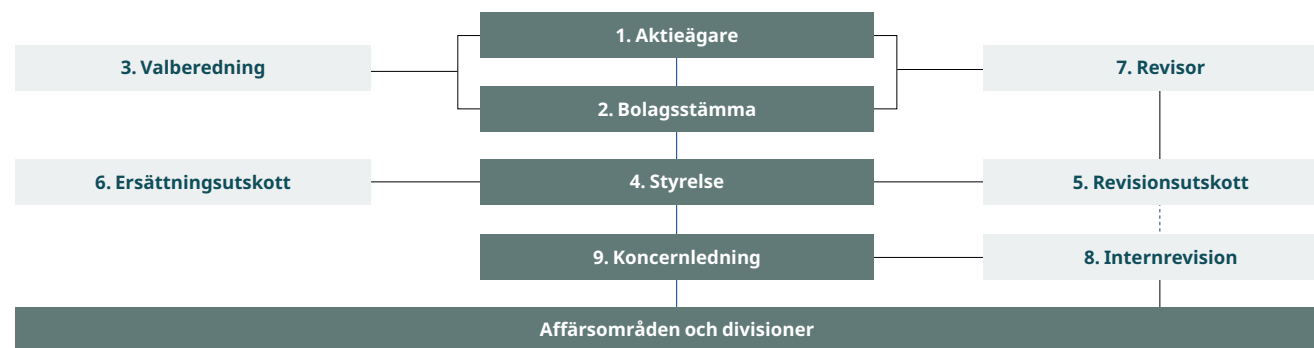 1. Aktieägare
3. Valberedning
7. Revisor
2. Bolagsstämma
6. Ersättningsutskott
4. Styrelse
5. Revisionsutskott
9. Koncernledning
8. Internrevision
Affärsområden och divisioner